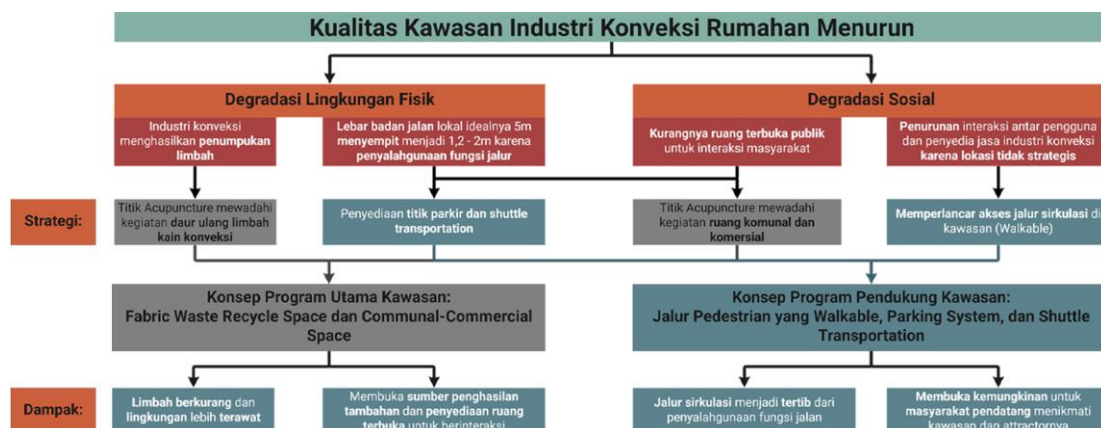 Kualitas Kawasan Industri Konveksi Rumahan Menurun
Degradasi Lingkungan Fisik
Degradasi Sosial
Industri konveksi
menghasilkan penumpukan
limbah
Lebar badan jalan lokal idealnya 5m
menyempit menjadi 1,2 - 2m karena
penyalahgunaan fungsi jalur
Kurangnya ruang terbuka publik
untuk interaksi masyarakat
Penurunan interaksi antar pengguna
dan penyedia jasa industri konveksi
karena lokasi tidak strategis
Strategi:
Titik Acupuncture mewadahi
kegiatan daur ulang limbah
kain konveksi
Penyediaan titik parkir dan shuttle
transportation
Titik Acupuncture mewadahi
kegiatan ruang komunal dan
komersial
Memperlancar akses jalur sirkulasi di
kawasan (Walkable)
Konsep Program Utama Kawasan:
Fabric Waste Recycle Space dan Communal-Commercial
Space
Konsep Program Pendukung Kawasan:
Jalur Pedestrian yang Walkable, Parking System, dan Shuttle
Transportation
Dampak:
Limbah berkurang dan
lingkungan lebih terawat
Membuka sumber penghasilan
tambahan dan penyediaan ruang
terbuka untuk berinteraksi
Jalur sirkulasi menjadi tertib dari
penyalahgunaan fungsi jalan
Membuka kemungkinan untuk
masyarakat pendatang menikmati
kawasan dan attractornya